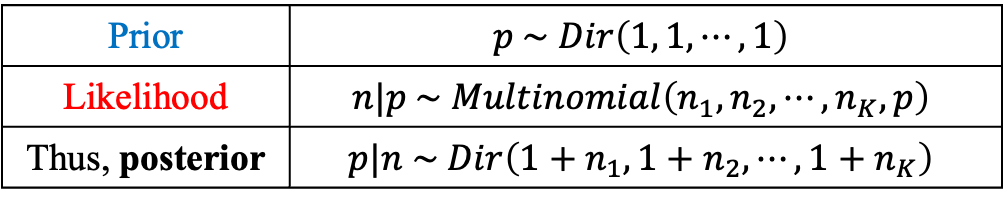 Prior p ~ Dir(1, 1, ⋯, 1)
Likelihood n|p ~ Multinomial(n₁, n₂, ⋯, n_K, p)
Thus, posterior p|n ~ Dir(1 + n₁, 1 + n₂, ⋯, 1 + n_K)